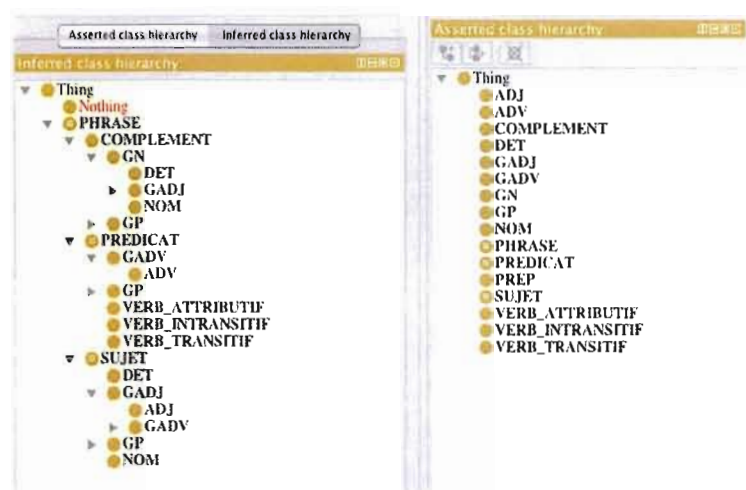 Asserted class hierarchy Inferred class hierarchy
Inferred class hierarchy:
Thing
Nothing
PHRASE
COMPLEMENT
GN
DET
GADJ
NOM
GP
PREDICAT
GADV
ADV
GP
VERB_ATTRIBUTIF
VERB_INTRANSITIF
VERB_TRANSITIF
SUJET
DET
GADJ
ADJ
GADV
GP
NOM
Asserted class hierarchy
Thing
ADJ
ADV
COMPLEMENT
DET
GADJ
GADV
GN
GP
NOM
PHRASE
PREDICAT
PREP
SUJET
VERB_ATTRIBUTIF
VERB_INTRANSITIF
VERB_TRANSITIF